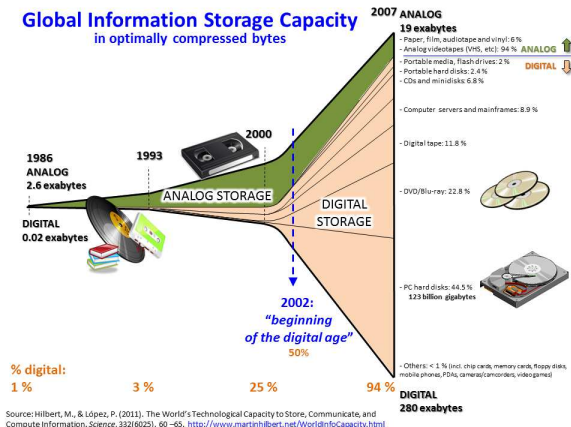 Global Information Storage Capacity
in optimally compressed bytes
2007 ANALOG
19 exabytes
- Paper, film, audiotape and vinyl: 6 %
- Analog videotapes (VHS, etc): 94 % ANALOG
- Portable media, flash drives: 2 % DIGITAL
- Portable hard disks: 2.4 %
- CDs and minidisks: 6.8 %
- Computer servers and mainframes: 8.9 %
- Digital tape: 11.8 %
- DVD/Blu-ray: 22.8 %
- PC hard disks: 44.5 %
123 billion gigabytes
- Others: < 1 % (incl. chip cards, memory cards, floppy disks,
mobile phones, PDAs, cameras/camcorders, video games)
DIGITAL
280 exabytes
1986
ANALOG
2.6 exabytes
DIGITAL
0.02 exabytes
1993
2000
ANALOG STORAGE
DIGITAL
STORAGE
2002:
"beginning
of the digital age"
50%
% digital:
1 % 3 % 25 % 94 %
Source: Hilbert, M., & López, P. (2011). The World's Technological Capacity to Store, Communicate, and
Compute Information. Science, 332(6025), 60 –65. http://www.martinhilbert.net/WorldInfoCapacity.html